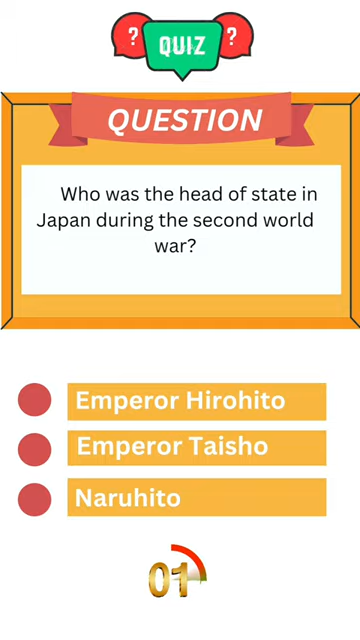 ? QUIZ ?
QUESTION
Who was the head of state in
Japan during the second world
war?
Emperor Hirohito
Emperor Taisho
Naruhito
01